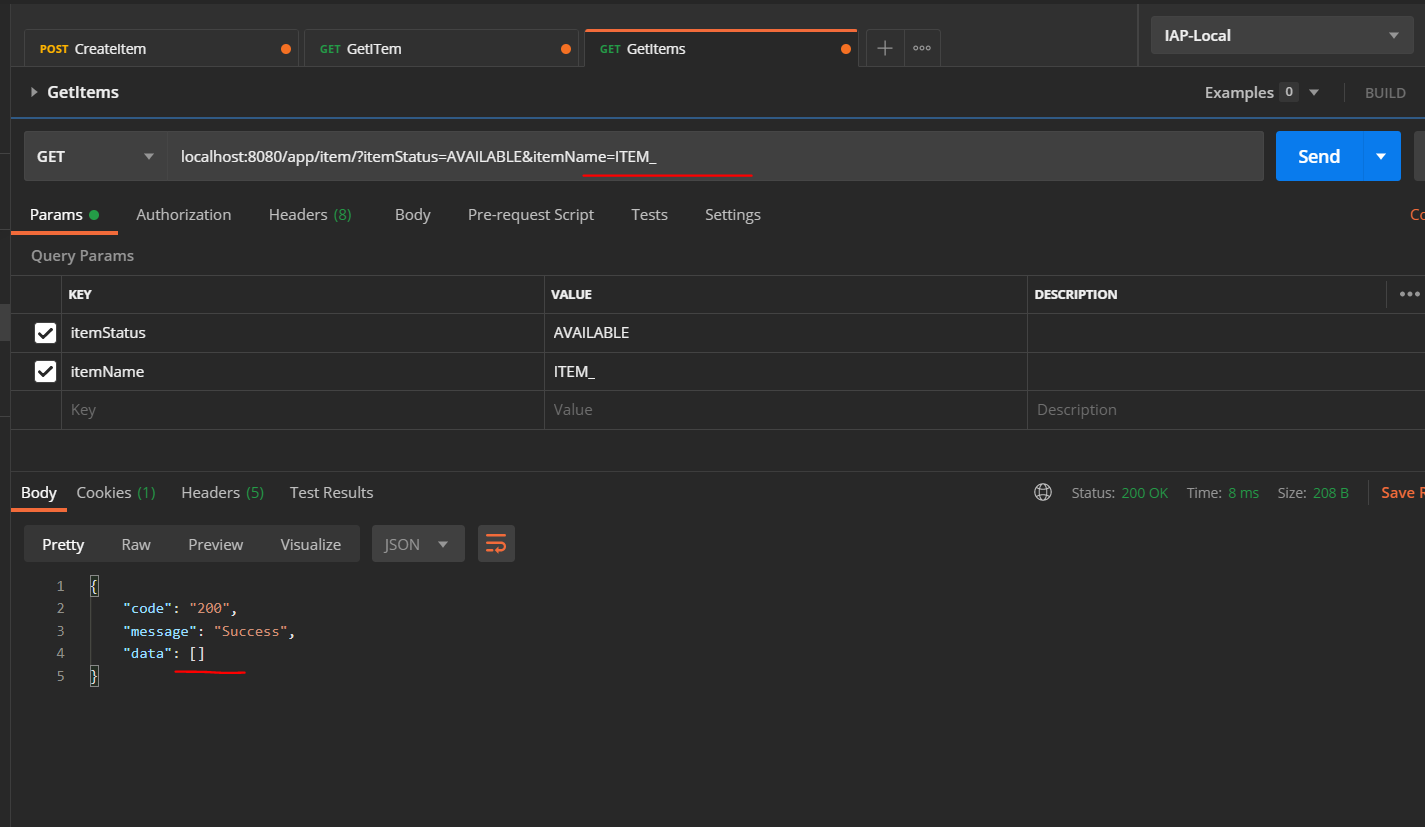 POST CreateItem GET GetITem GET GetItems IAP-Local
GetItems Examples 0 BUILD
GET localhost:8080/app/item/?itemStatus=AVAILABLE&itemName=ITEM_ Send
Params Authorization Headers (8) Body Pre-request Script Tests Settings Co
Query Params
KEY VALUE DESCRIPTION
itemStatus AVAILABLE
itemName ITEM_
Key Value Description
Body Cookies (1) Headers (5) Test Results Status: 200 OK Time: 8 ms Size: 208 B Save R
Pretty Raw Preview Visualize JSON
1 {
2 "code": "200",
3 "message": "Success",
4 "data": []
5 }